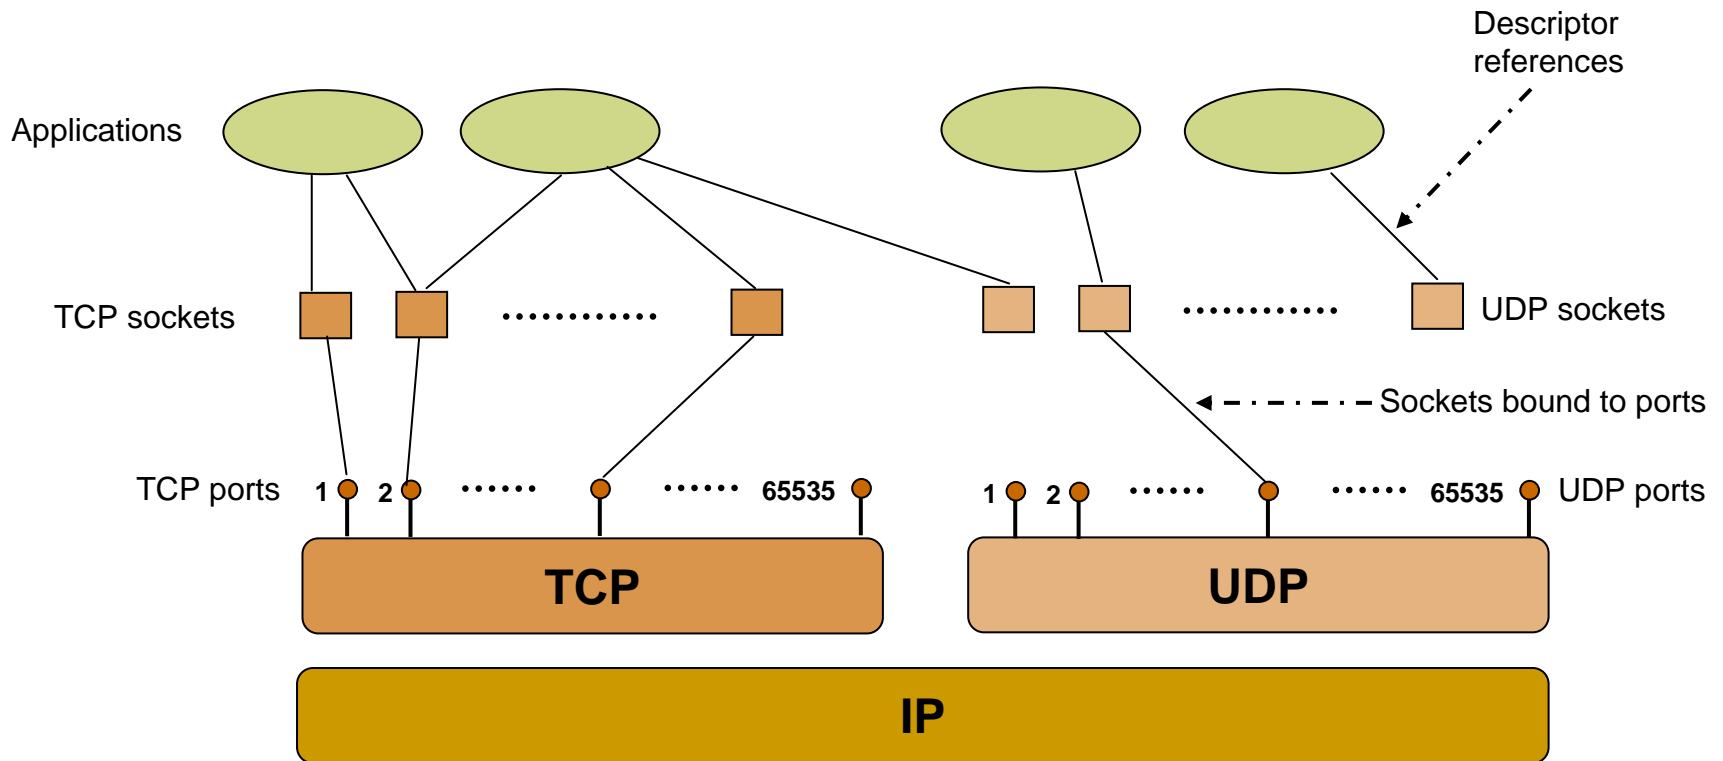 Descriptor
references
Applications
TCP sockets
UDP sockets
Sockets bound to ports
TCP ports
1
2
65535
1
2
65535
UDP ports
TCP
UDP
IP